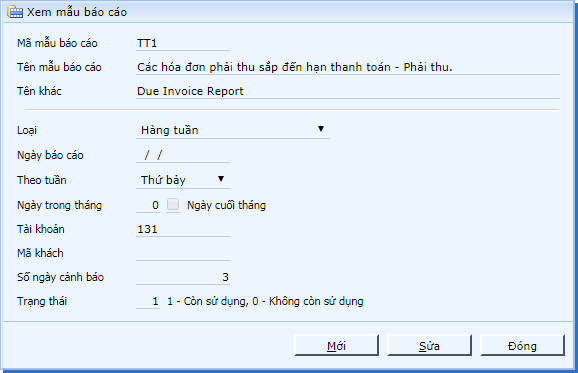 Xem mẫu báo cáo
Mã mẫu báo cáo TT1
Tên mẫu báo cáo Các hóa đơn phải thu sắp đến hạn thanh toán - Phải thu.
Tên khác Due Invoice Report
Loại Hàng tuần
Ngày báo cáo / /
Theo tuần Thứ bảy
Ngày trong tháng 0 Ngày cuối tháng
Tài khoản 131
Mã khách
Số ngày cảnh báo 3
Trạng thái 1 1 - Còn sử dụng, 0 - Không còn sử dụng
Mới Sửa Đóng